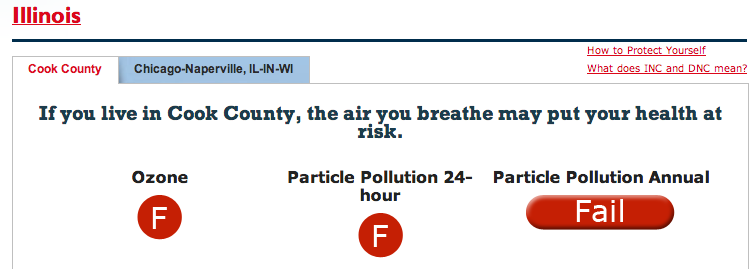 Illinois
How to Protect Yourself
Cook County
Chicago-Naperville, IL-IN-WI
What does INC and DNC mean?
If you live in Cook County, the air you breathe may put your health at
risk.
Ozone
F
Particle Pollution 24-
hour
F
Particle Pollution Annual
Fail